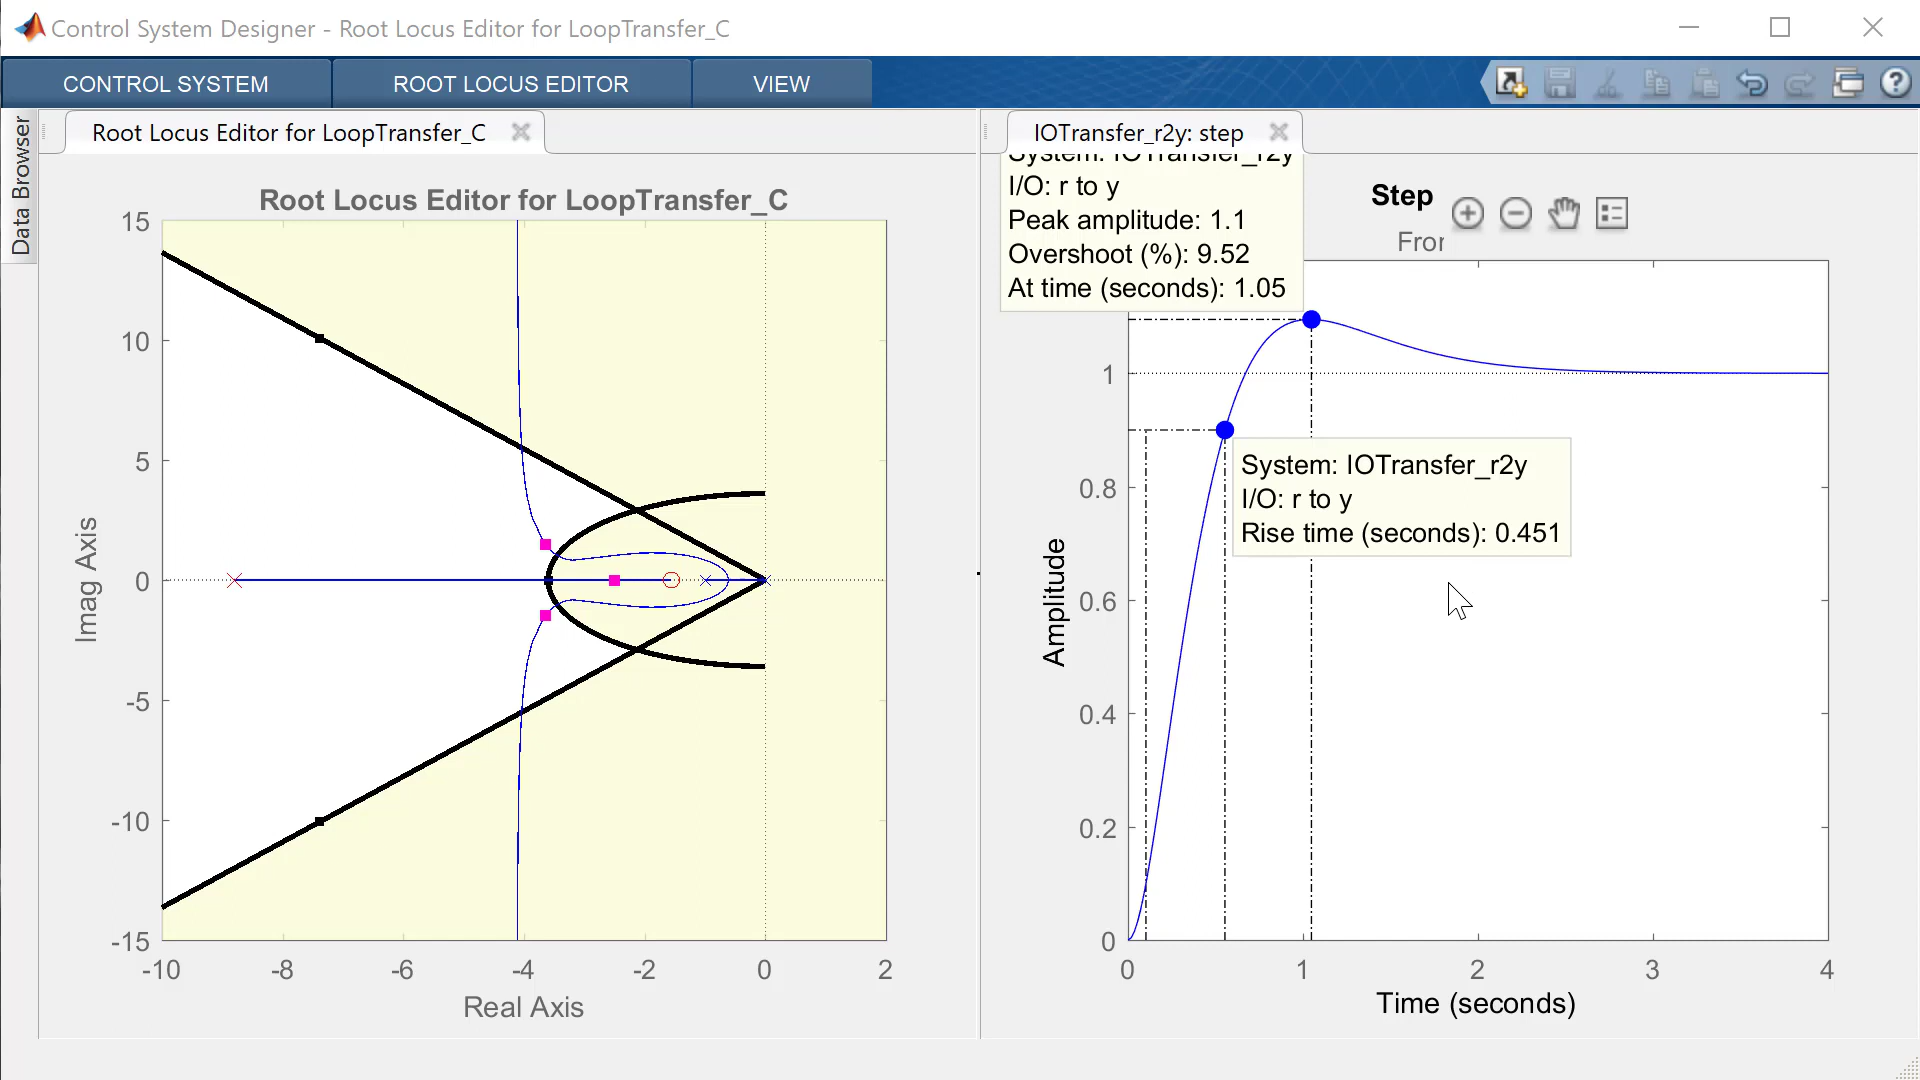 Control System Designer - Root Locus Editor for LoopTransfer_C
CONTROL SYSTEM
ROOT LOCUS EDITOR
VIEW
Data Browser
Root Locus Editor for LoopTransfer_C
Root Locus Editor for LoopTransfer_C
15
10
5
0
-5
-10
-15
-10
-8
-6
-4
-2
0
2
Imag Axis
Real Axis
IOTransfer_r2y: step
System: IOTransfer_r2y
I/O: r to y
Peak amplitude: 1.1
Overshoot (%): 9.52
At time (seconds): 1.05
Step
System: IOTransfer_r2y
I/O: r to y
Rise time (seconds): 0.451
1
0.8
0.6
0.4
0.2
0
0
1
2
3
4
Amplitude
Time (seconds)